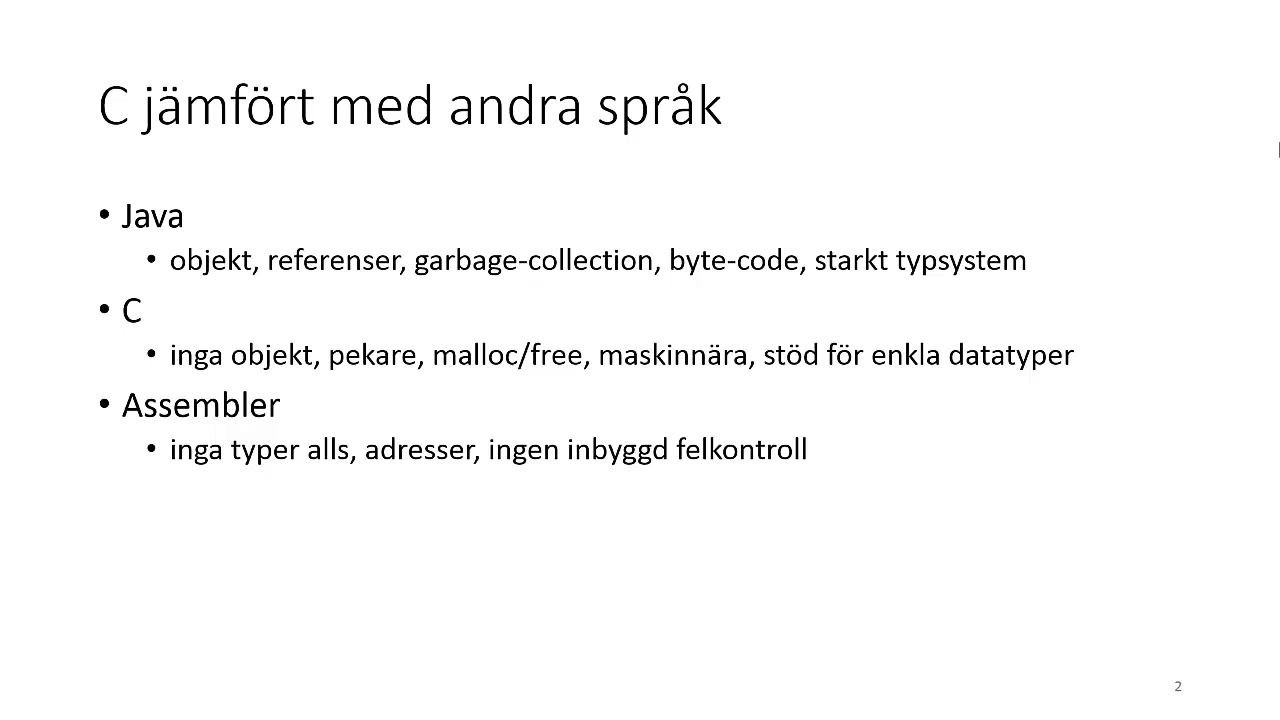 C jämfört med andra språk
• Java
• objekt, referenser, garbage-collection, byte-code, starkt typsystem
• C
• inga objekt, pekare, malloc/free, maskinnära, stöd för enkla datatyper
• Assembler
• inga typer alls, adresser, ingen inbyggd felkontroll
2